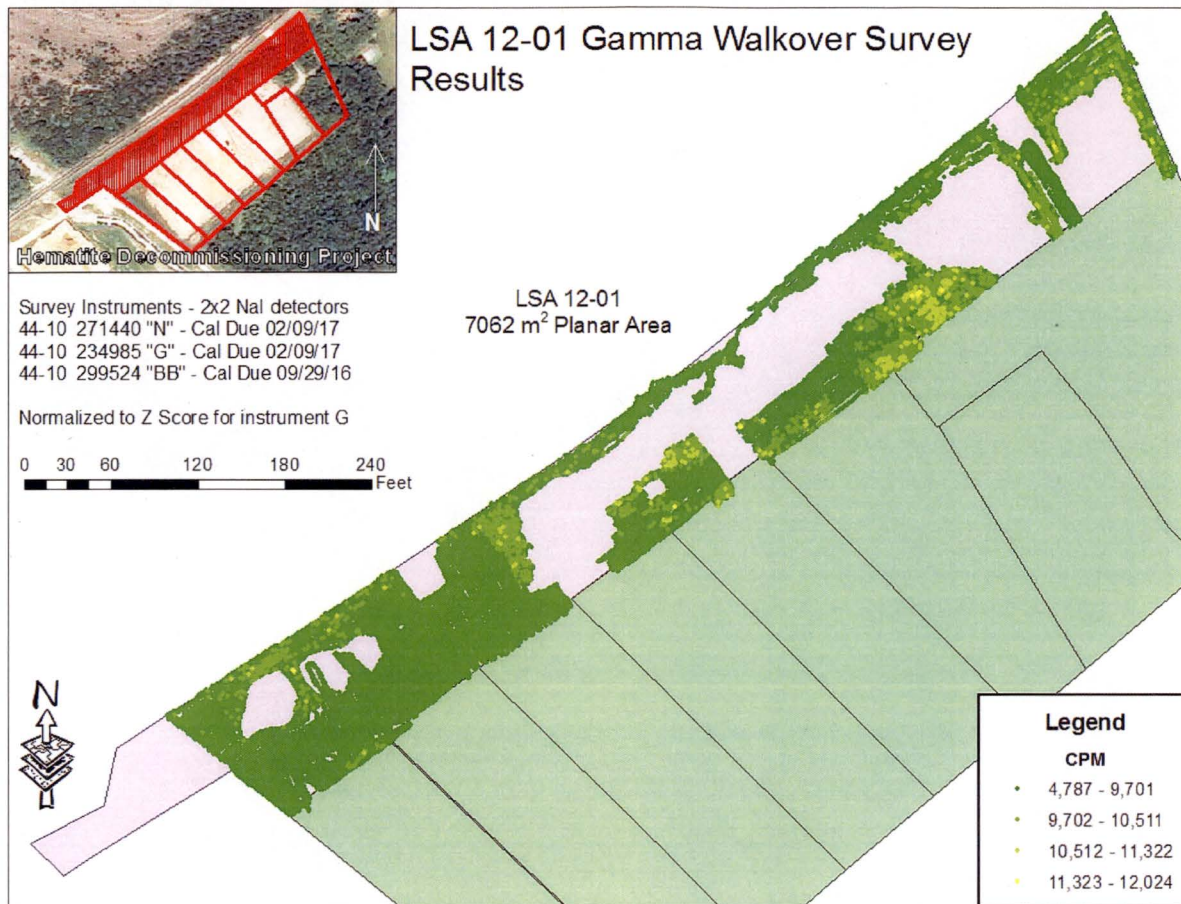 LSA 12-01 Gamma Walkover Survey
Results
N
Hematite Decommissioning Project
Survey Instruments - 2x2 NaI detectors
44-10 271440 "N" - Cal Due 02/09/17
44-10 234985 "G" - Cal Due 02/09/17
44-10 299524 "BB" - Cal Due 09/29/16
Normalized to Z Score for instrument G
0 30 60 120 180 240
Feet
LSA 12-01
7062 m² Planar Area
N
Legend
CPM
4,787 - 9,701
9,702 - 10,511
10,512 - 11,322
11,323 - 12,024